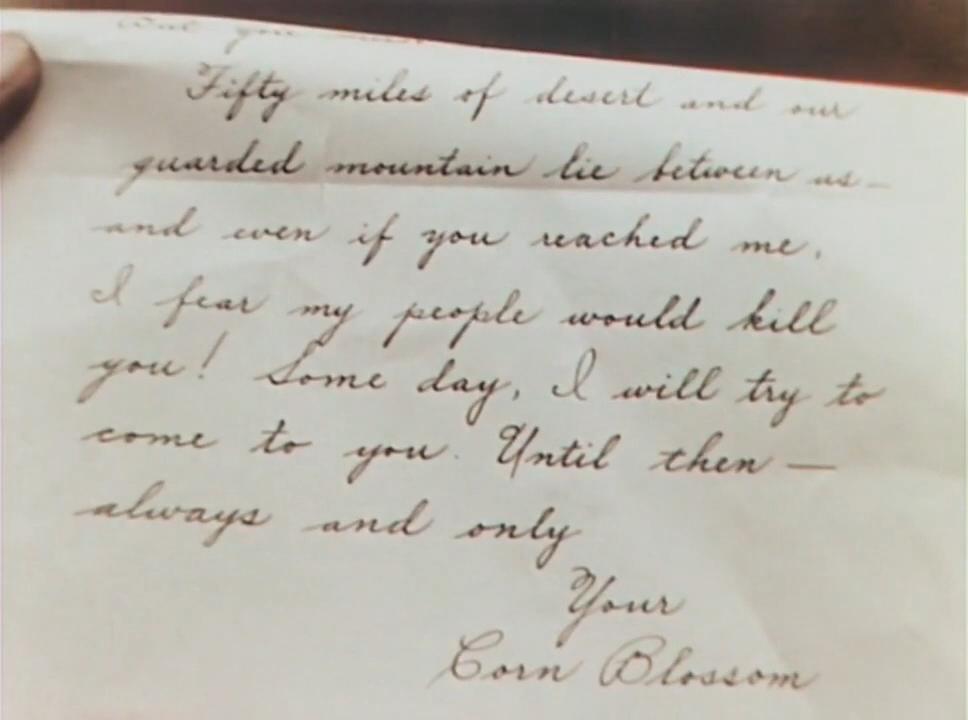 Fifty miles of desert and our
guarded mountain lie between us —
and even if you reached me,
I fear my people would kill
you! Some day, I will try to
come to you. Until then —
always and only
Your
Corn Blossom